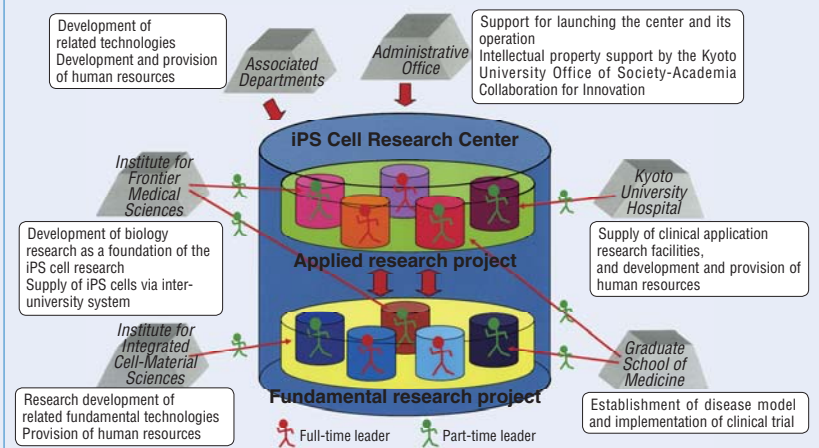 Development of
related technologies
Development and provision
of human resources
Associated
Departments
Administrative
Office
Support for launching the center and its
operation
Intellectual property support by the Kyoto
University Office of Society-Academia
Collaboration for Innovation
iPS Cell Research Center
Institute for
Frontier
Medical
Sciences
Development of biology
research as a foundation of the
iPS cell research
Supply of iPS cells via inter-
university system
Kyoto
University
Hospital
Supply of clinical application
research facilities,
and development and provision of
human resources
Applied research project
Institute for
Integrated
Cell-Material
Sciences
Research development of
related fundamental technologies
Provision of human resources
Graduate
School of
Medicine
Establishment of disease model
and implementation of clinical trial
Fundamental research project
Full-time leader
Part-time leader